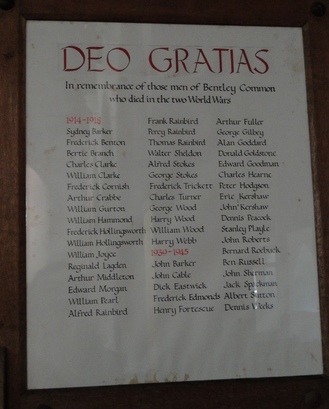 DEO GRATIAS
In remembrance of those men of Bentley Common
who died in the two World Wars
1914-1918
Sydney Barker
Frederick Benton
Bertie Branch
Charles Clarke
William Clarke
Frederick Cornish
Arthur Crabbe
William Gurton
William Hammond
Frederick Hollingsworth
William Hollingsworth
William Joyce
Reginald Layden
Arthur Middleton
Edward Morgan
William Pearl
Alfred Rainbird
Frank Rainbird
Percy Rainbird
Thomas Rainbird
Walter Sheldon
Alfred Stokes
George Stokes
Frederick Trickett
Charles Turner
George Wood
Harry Wood
William Wood
Harry Webb
1939-1945
John Barker
John Cable
Dick Eastwick
Frederick Edmonds
Henry Fortescue
Arthur Fuller
George Gilbey
Alan Goddard
Donald Goldstone
Edward Goodman
Charles Hearne
Peter Hodgson
Eric Kershaw
John Kershaw
Dennis Peacock
Stanley Playle
John Roberts
Bernard Roebuck
Ben Russell
John Sherman
Jack Speakman
Albert Sutton
Dennis Weeks